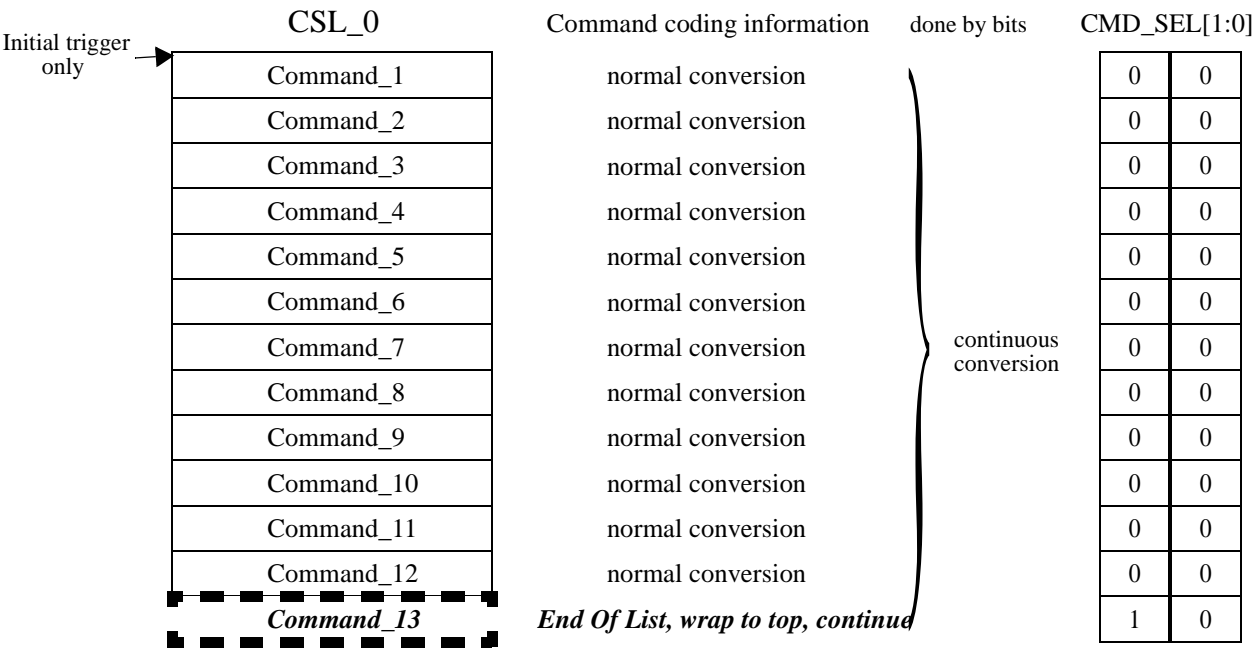 CSL_0 Command coding information done by bits CMD_SEL[1:0]
Initial trigger
only
Command_1 normal conversion 0 0
Command_2 normal conversion 0 0
Command_3 normal conversion 0 0
Command_4 normal conversion 0 0
Command_5 normal conversion 0 0
Command_6 normal conversion 0 0
Command_7 normal conversion 0 0
continuous
conversion
Command_8 normal conversion 0 0
Command_9 normal conversion 0 0
Command_10 normal conversion 0 0
Command_11 normal conversion 0 0
Command_12 normal conversion 0 0
Command_13 End Of List, wrap to top, continue 1 0